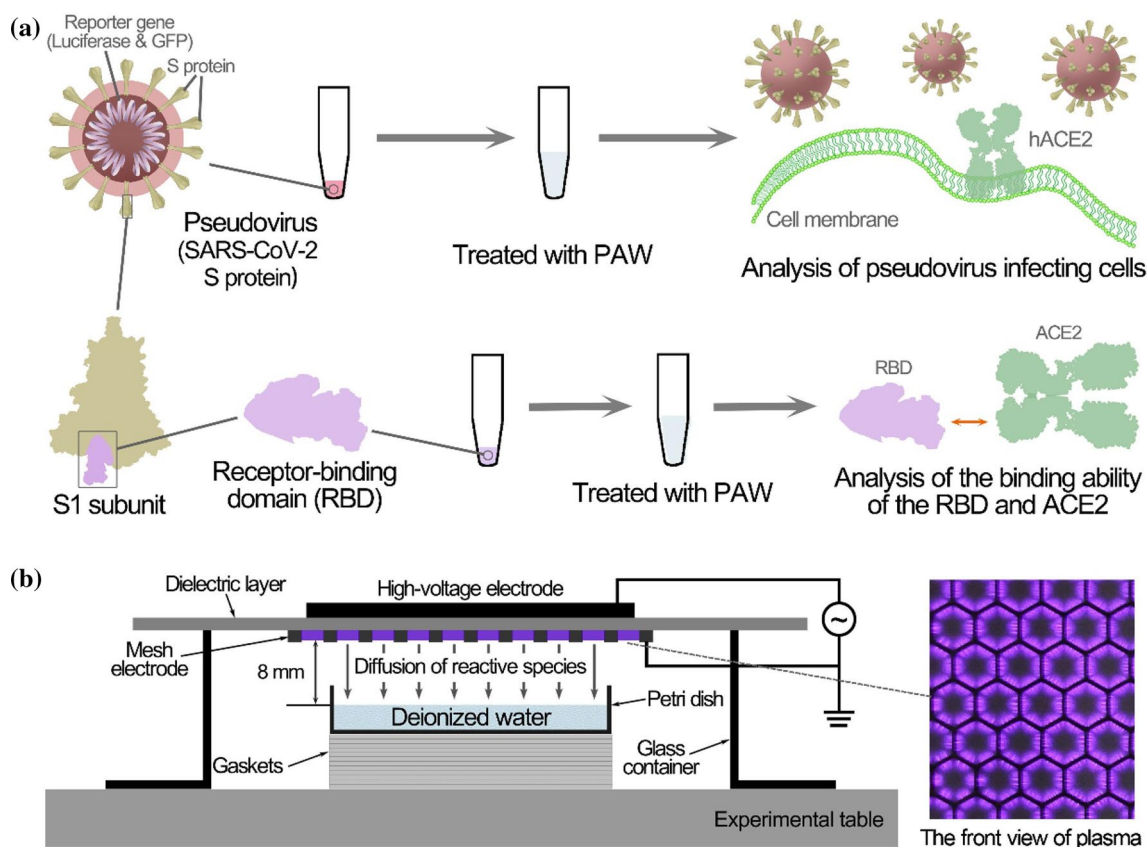 (a)
Reporter gene
(Luciferase & GFP)
S protein
Pseudovirus
(SARS-CoV-2
S protein)
Treated with PAW
hACE2
Cell membrane
Analysis of pseudovirus infecting cells
S1 subunit
Receptor-binding
domain (RBD)
Treated with PAW
RBD
ACE2
Analysis of the binding ability
of the RBD and ACE2
(b)
Dielectric layer
High-voltage electrode
~
Mesh
electrode
8 mm
Diffusion of reactive species
Petri dish
Deionized water
Gaskets
Glass
container
Experimental table
The front view of plasma